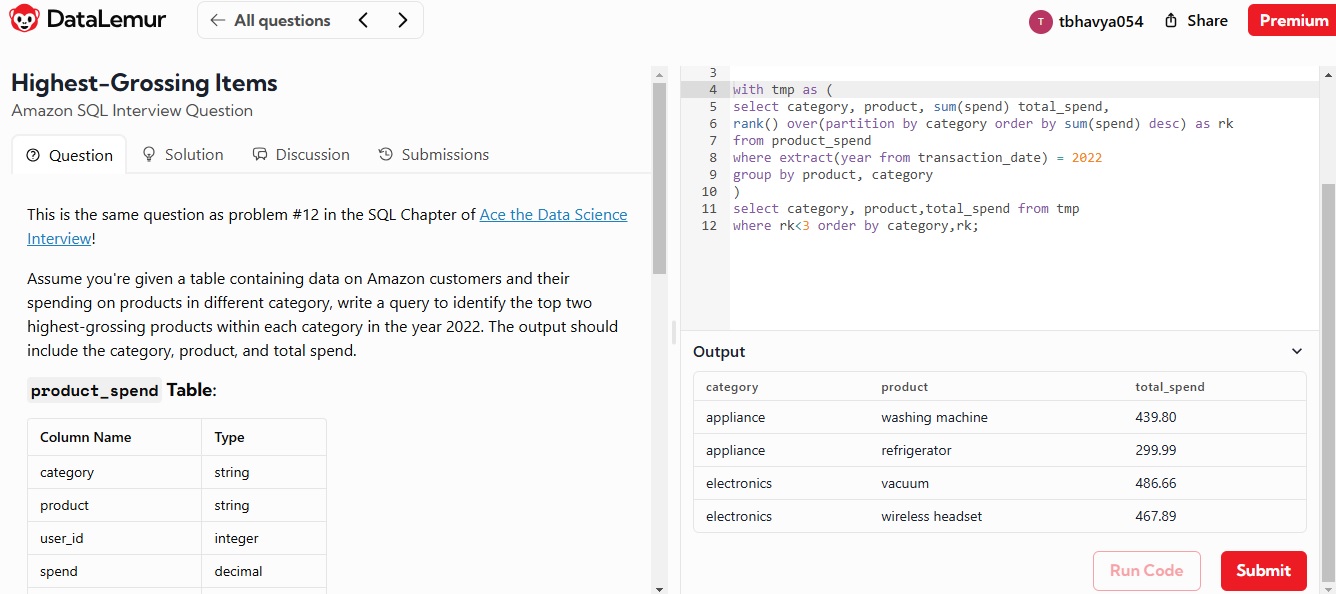 DataLemur
All questions
T tbhavya054
Share
Premium
Highest-Grossing Items
Amazon SQL Interview Question
Question
Solution
Discussion
Submissions
This is the same question as problem #12 in the SQL Chapter of Ace the Data Science
Interview!
Assume you're given a table containing data on Amazon customers and their
spending on products in different category, write a query to identify the top two
highest-grossing products within each category in the year 2022. The output should
include the category, product, and total spend.
product_spend Table:
Column Name Type
category string
product string
user_id integer
spend decimal
3
4 with tmp as (
5 select category, product, sum(spend) total_spend,
6 rank() over(partition by category order by sum(spend) desc) as rk
7 from product_spend
8 where extract(year from transaction_date) = 2022
9 group by product, category
10 )
11 select category, product,total_spend from tmp
12 where rk<3 order by category,rk;
Output
category product total_spend
appliance washing machine 439.80
appliance refrigerator 299.99
electronics vacuum 486.66
electronics wireless headset 467.89
Run Code
Submit